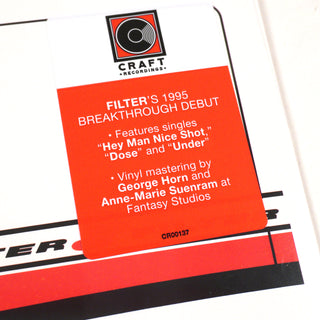 CRAFT
RECORDINGS
FILTER'S 1995
BREAKTHROUGH DEBUT
• Features singles
"Hey Man Nice Shot,"
"Dose" and "Under"
• Vinyl mastering by
George Horn and
Anne-Marie Suenram at
Fantasy Studios
CR00137